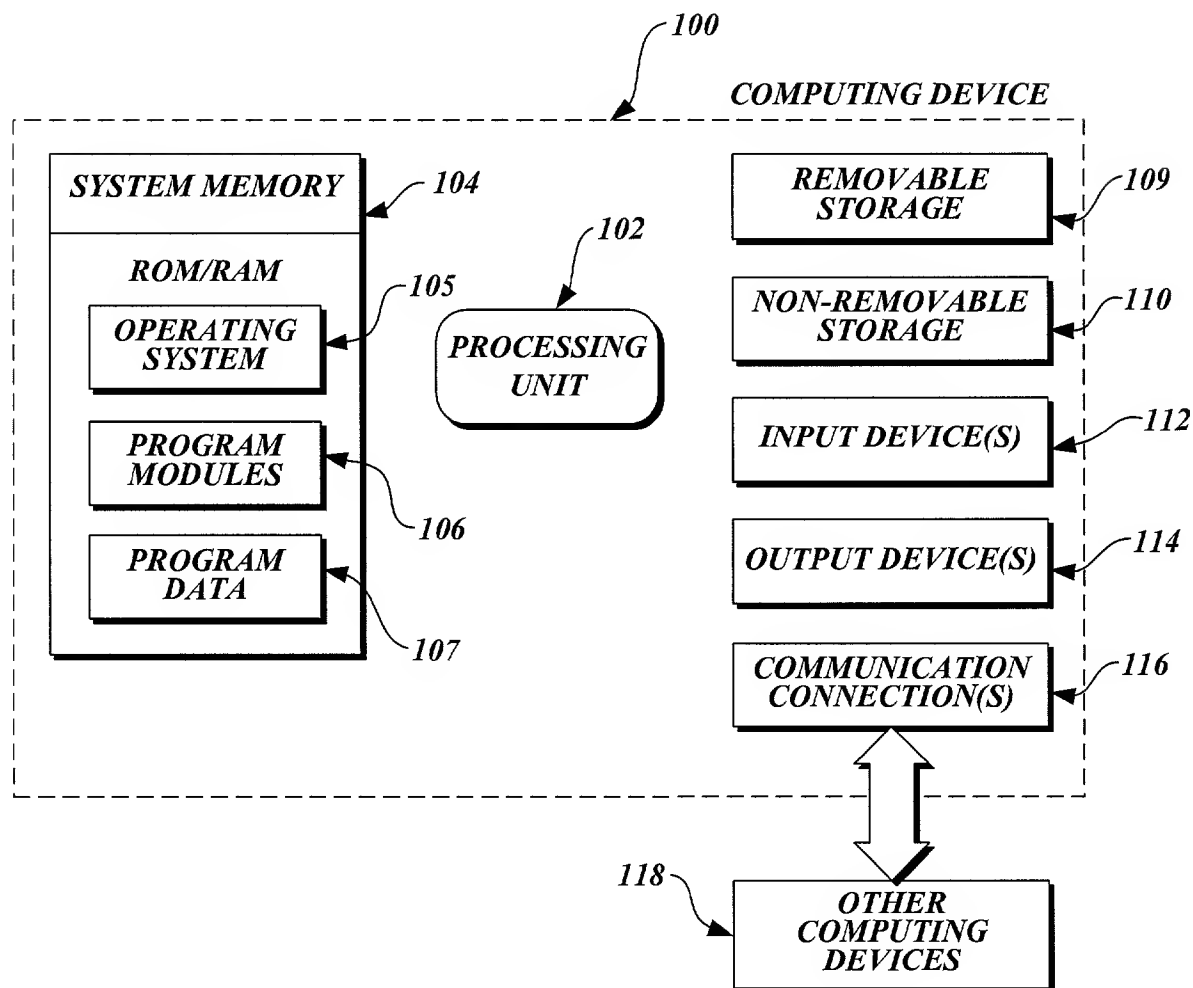 100
COMPUTING DEVICE
SYSTEM MEMORY
104
ROM/RAM
105
OPERATING
SYSTEM
PROGRAM
MODULES
106
PROGRAM
DATA
107
102
PROCESSING
UNIT
REMOVABLE
STORAGE
109
NON-REMOVABLE
STORAGE
110
INPUT DEVICE(S)
112
OUTPUT DEVICE(S)
114
COMMUNICATION
CONNECTION(S)
116
118
OTHER
COMPUTING
DEVICES